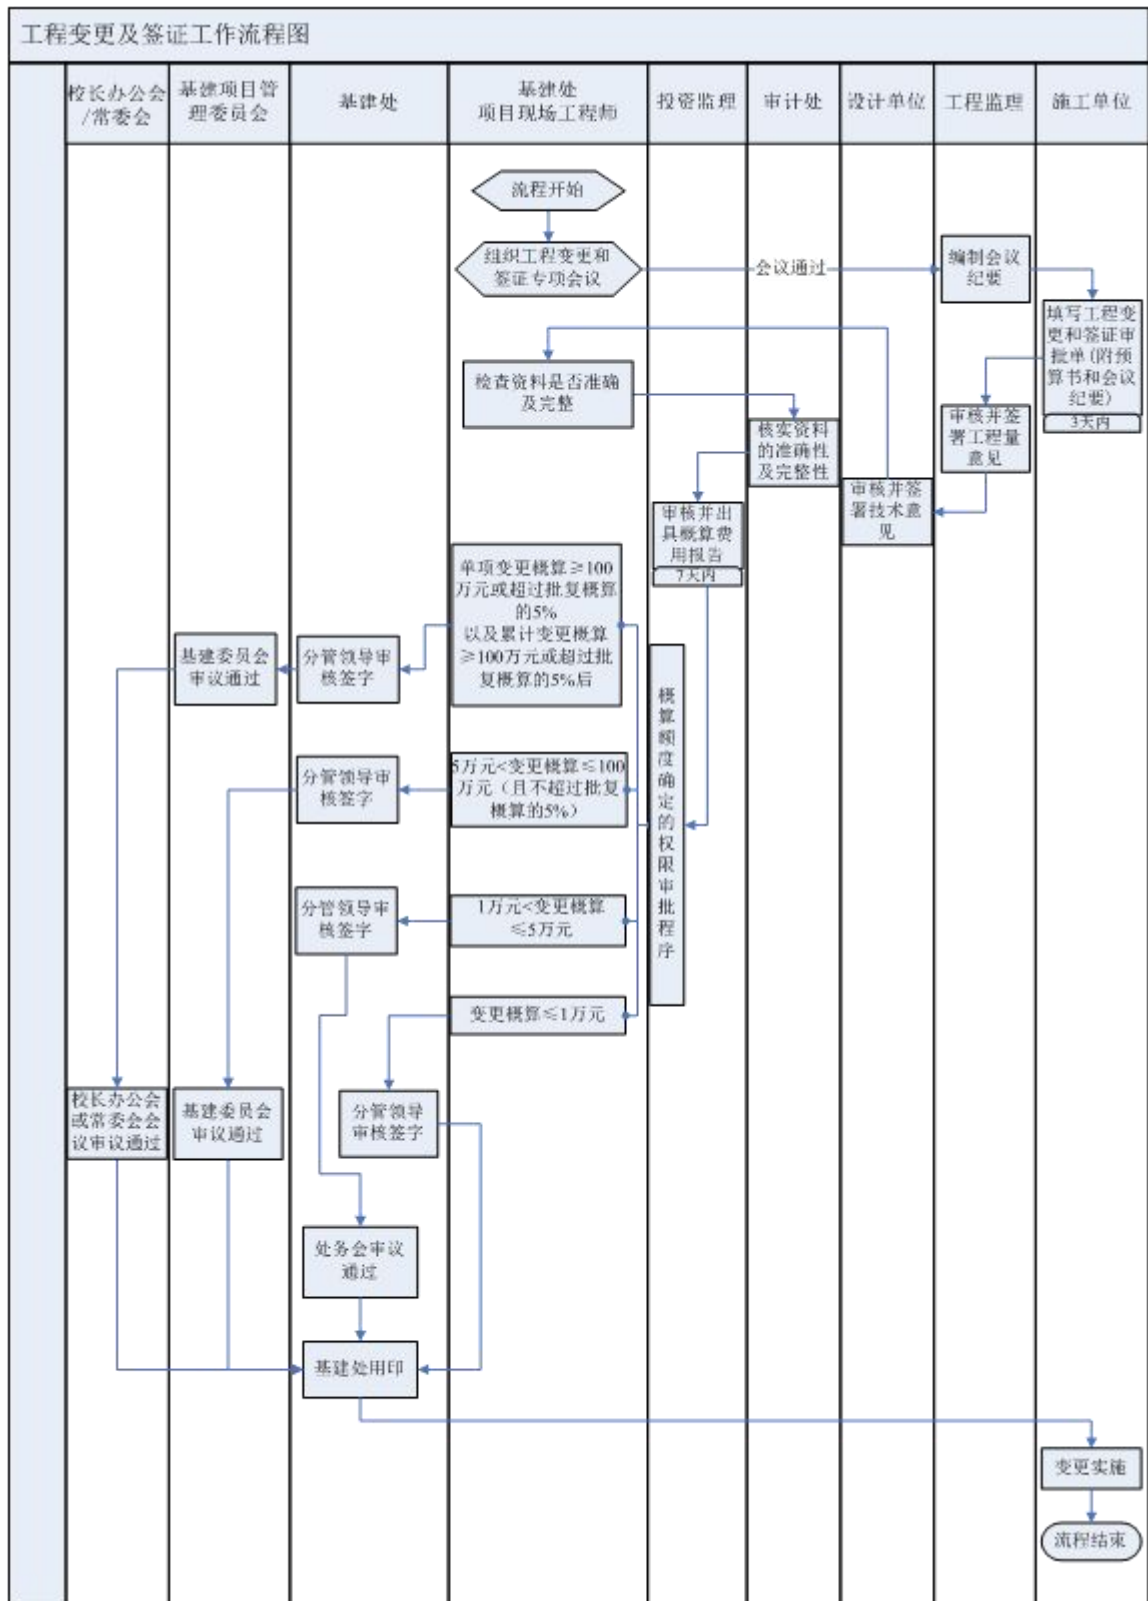 工程变更及签证工作流程图
校长办公会
/常委会
基建项目管
理委员会
基建处
基建处
项目现场工程师
投资监理
审计处
设计单位
工程监理
施工单位
流程开始
组织工程变更和
签证专项会议
会议通过
编制会议
纪要
填写工程变
更和签证审
批单(附预
算书和会议
纪要)
3天内
检查资料是否准确
及完整
审核并签
署工程量
意见
核实资料
的准确性
及完整性
审核并签
署技术意
见
审核并出
具概算费
用报告
7天内
单项变更概算≥100
万元或超过批复概算
的5%
以及累计变更概算
≥100万元或超过批
复概算的5%后
分管领导审
核签字
基建委员会
审议通过
概算额度确定的权限审批程序
5万元<变更概算≤100
万元（且不超过批复
概算的5%）
分管领导审
核签字
1万元<变更概算
≤5万元
分管领导审
核签字
变更概算≤1万元
校长办公会
或常委会会
议审议通过
基建委员会
审议通过
分管领导
审核签字
处务会审议
通过
基建处用印
变更实施
流程结束